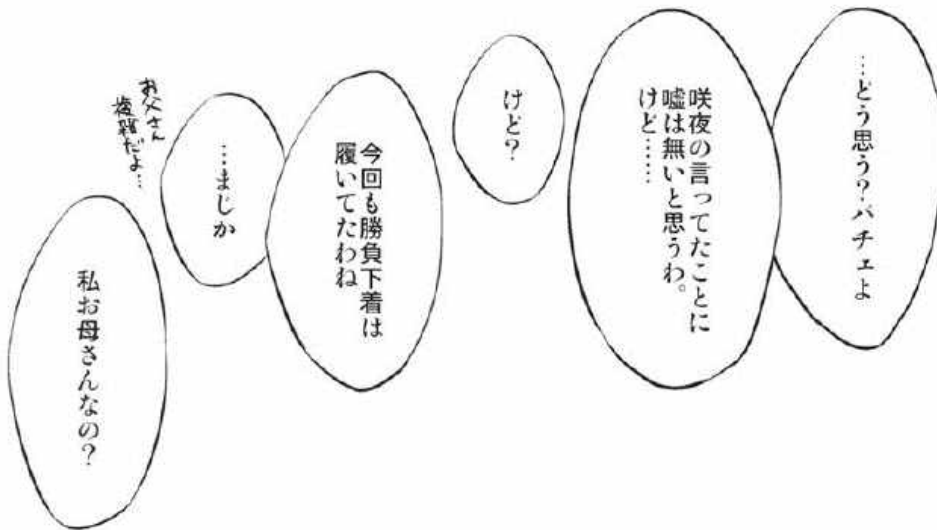 …どう思う？パチェよ
咲夜の言ってたことに
嘘は無いと思うわ。
けど……
けど？
今回も勝負下着は
履いてたわね
…まじか
お父さん
複雑だよ…
私お母さんなの？